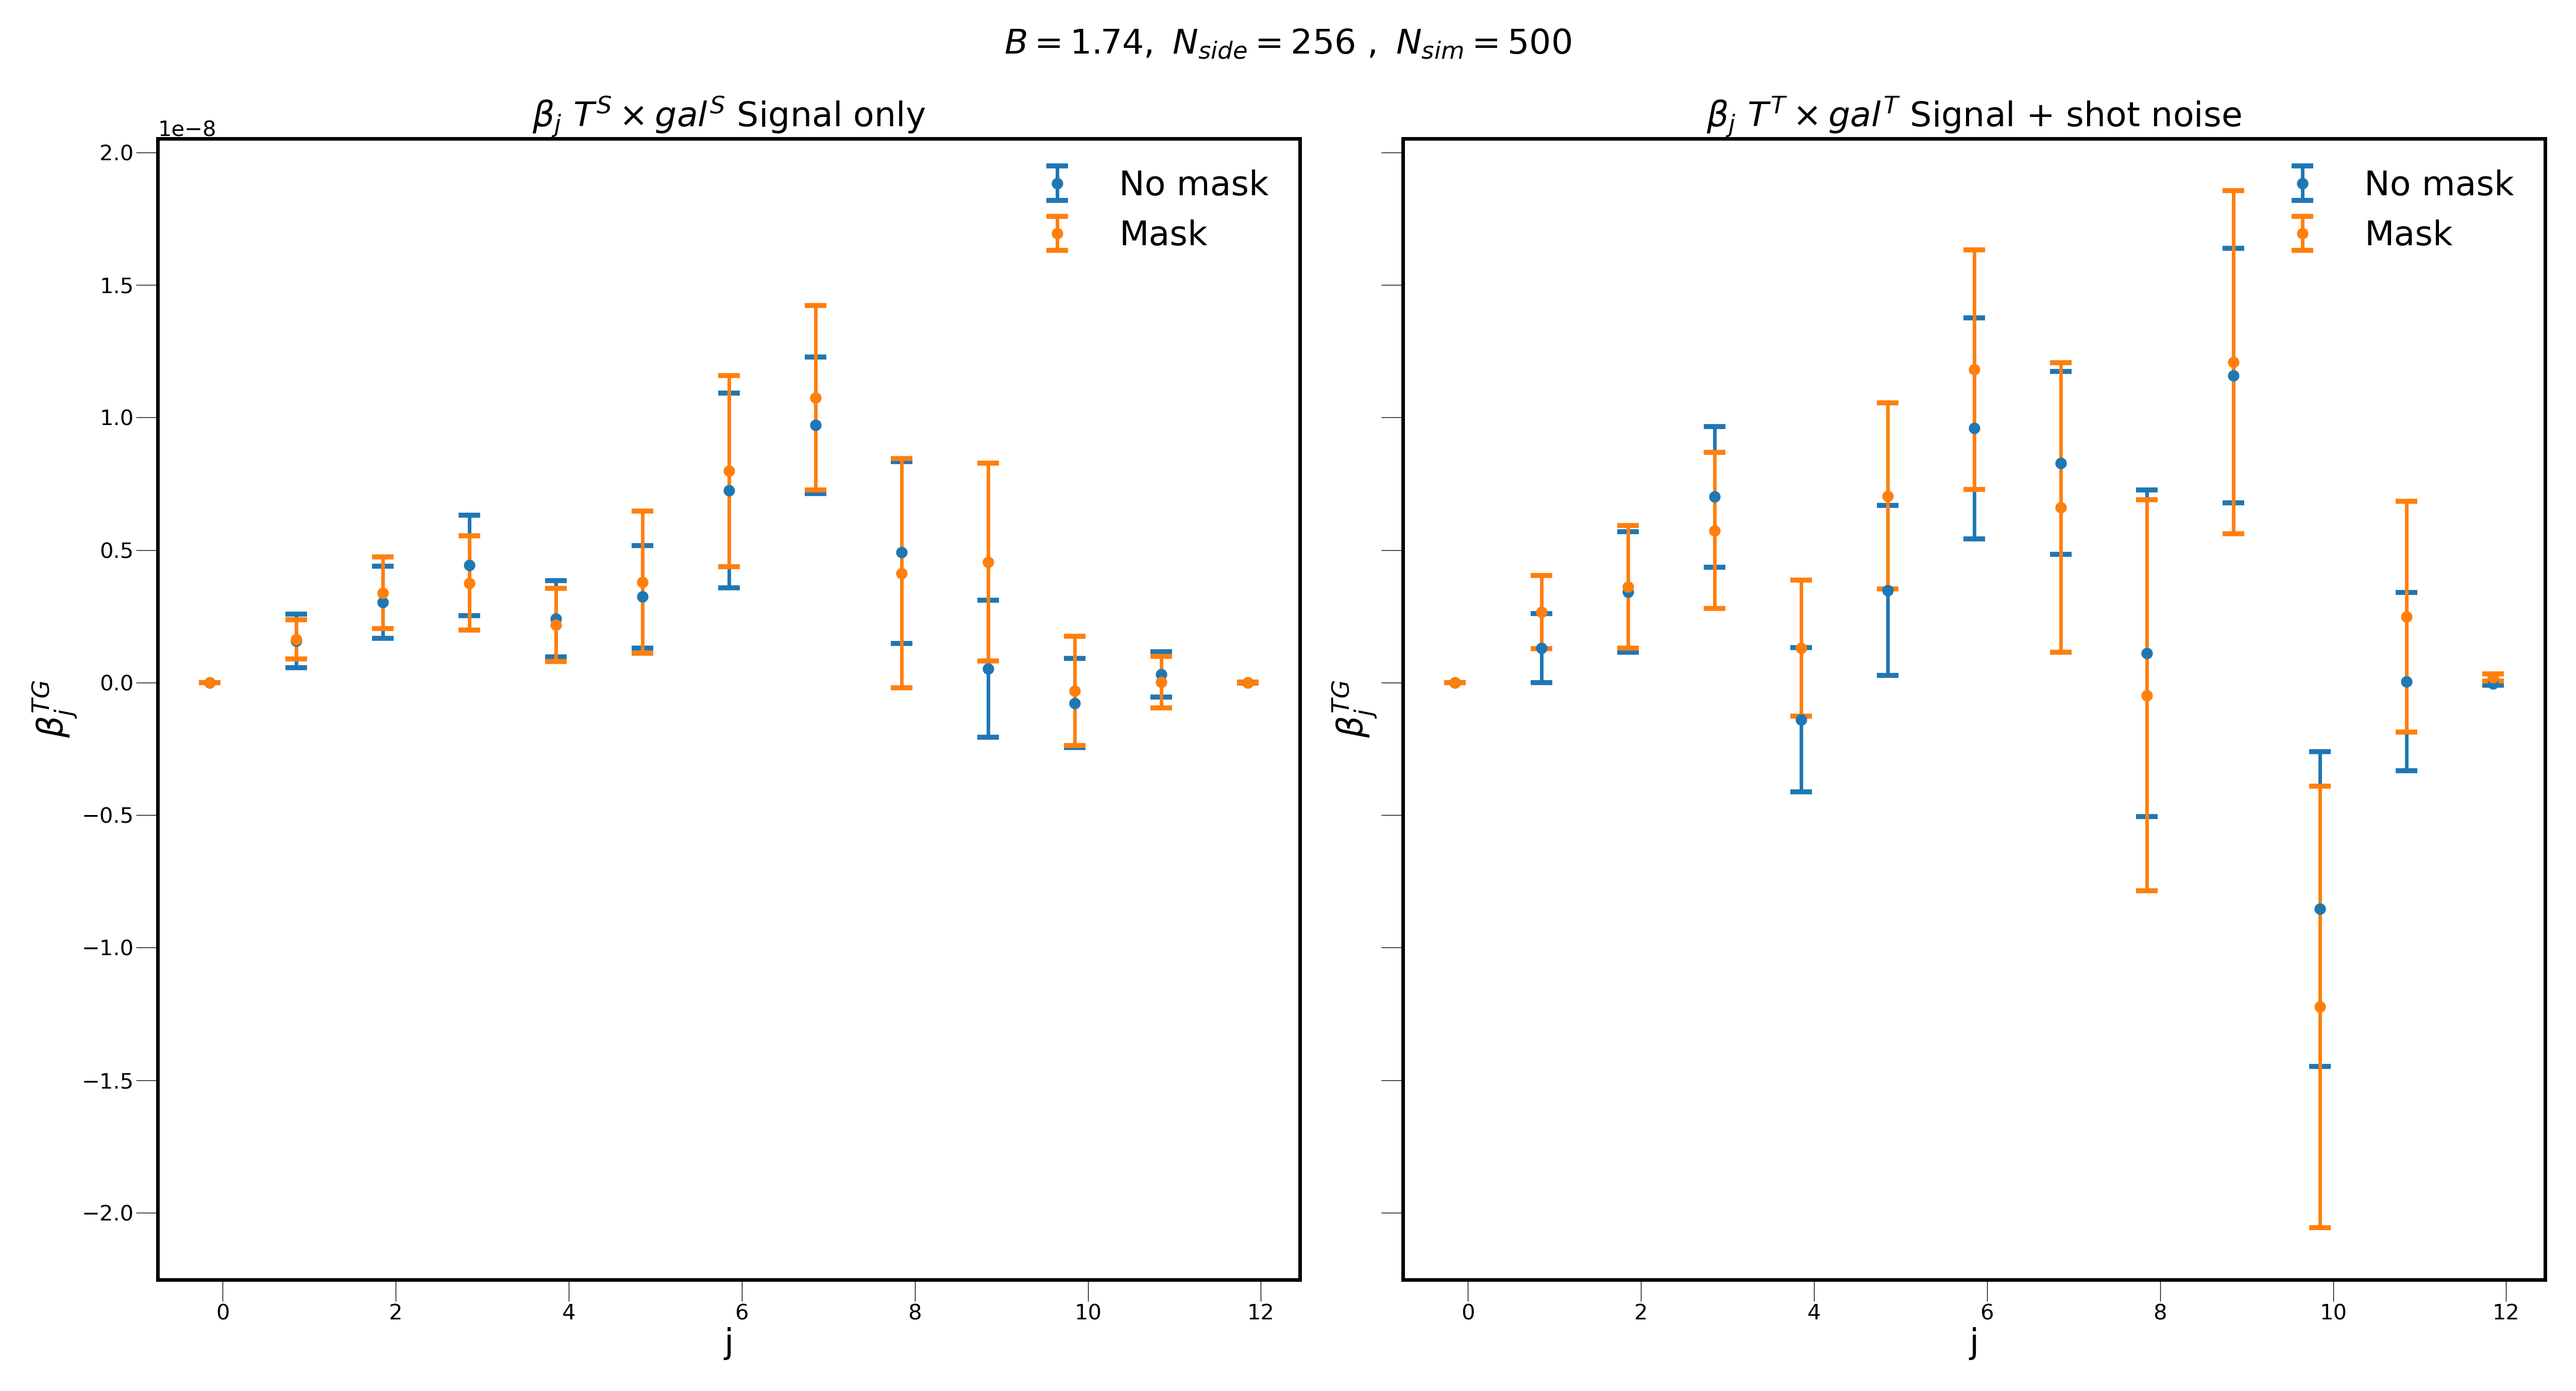 B = 1.74, N_side = 256 , N_sim = 500
β_j T^S × gal^S Signal only
1e−8
No mask
Mask
2.0
1.5
1.0
0.5
0.0
−0.5
−1.0
−1.5
−2.0
β_j^TG
0 2 4 6 8 10 12
j
β_j T^T × gal^T Signal + shot noise
No mask
Mask
β_j^TG
0 2 4 6 8 10 12
j